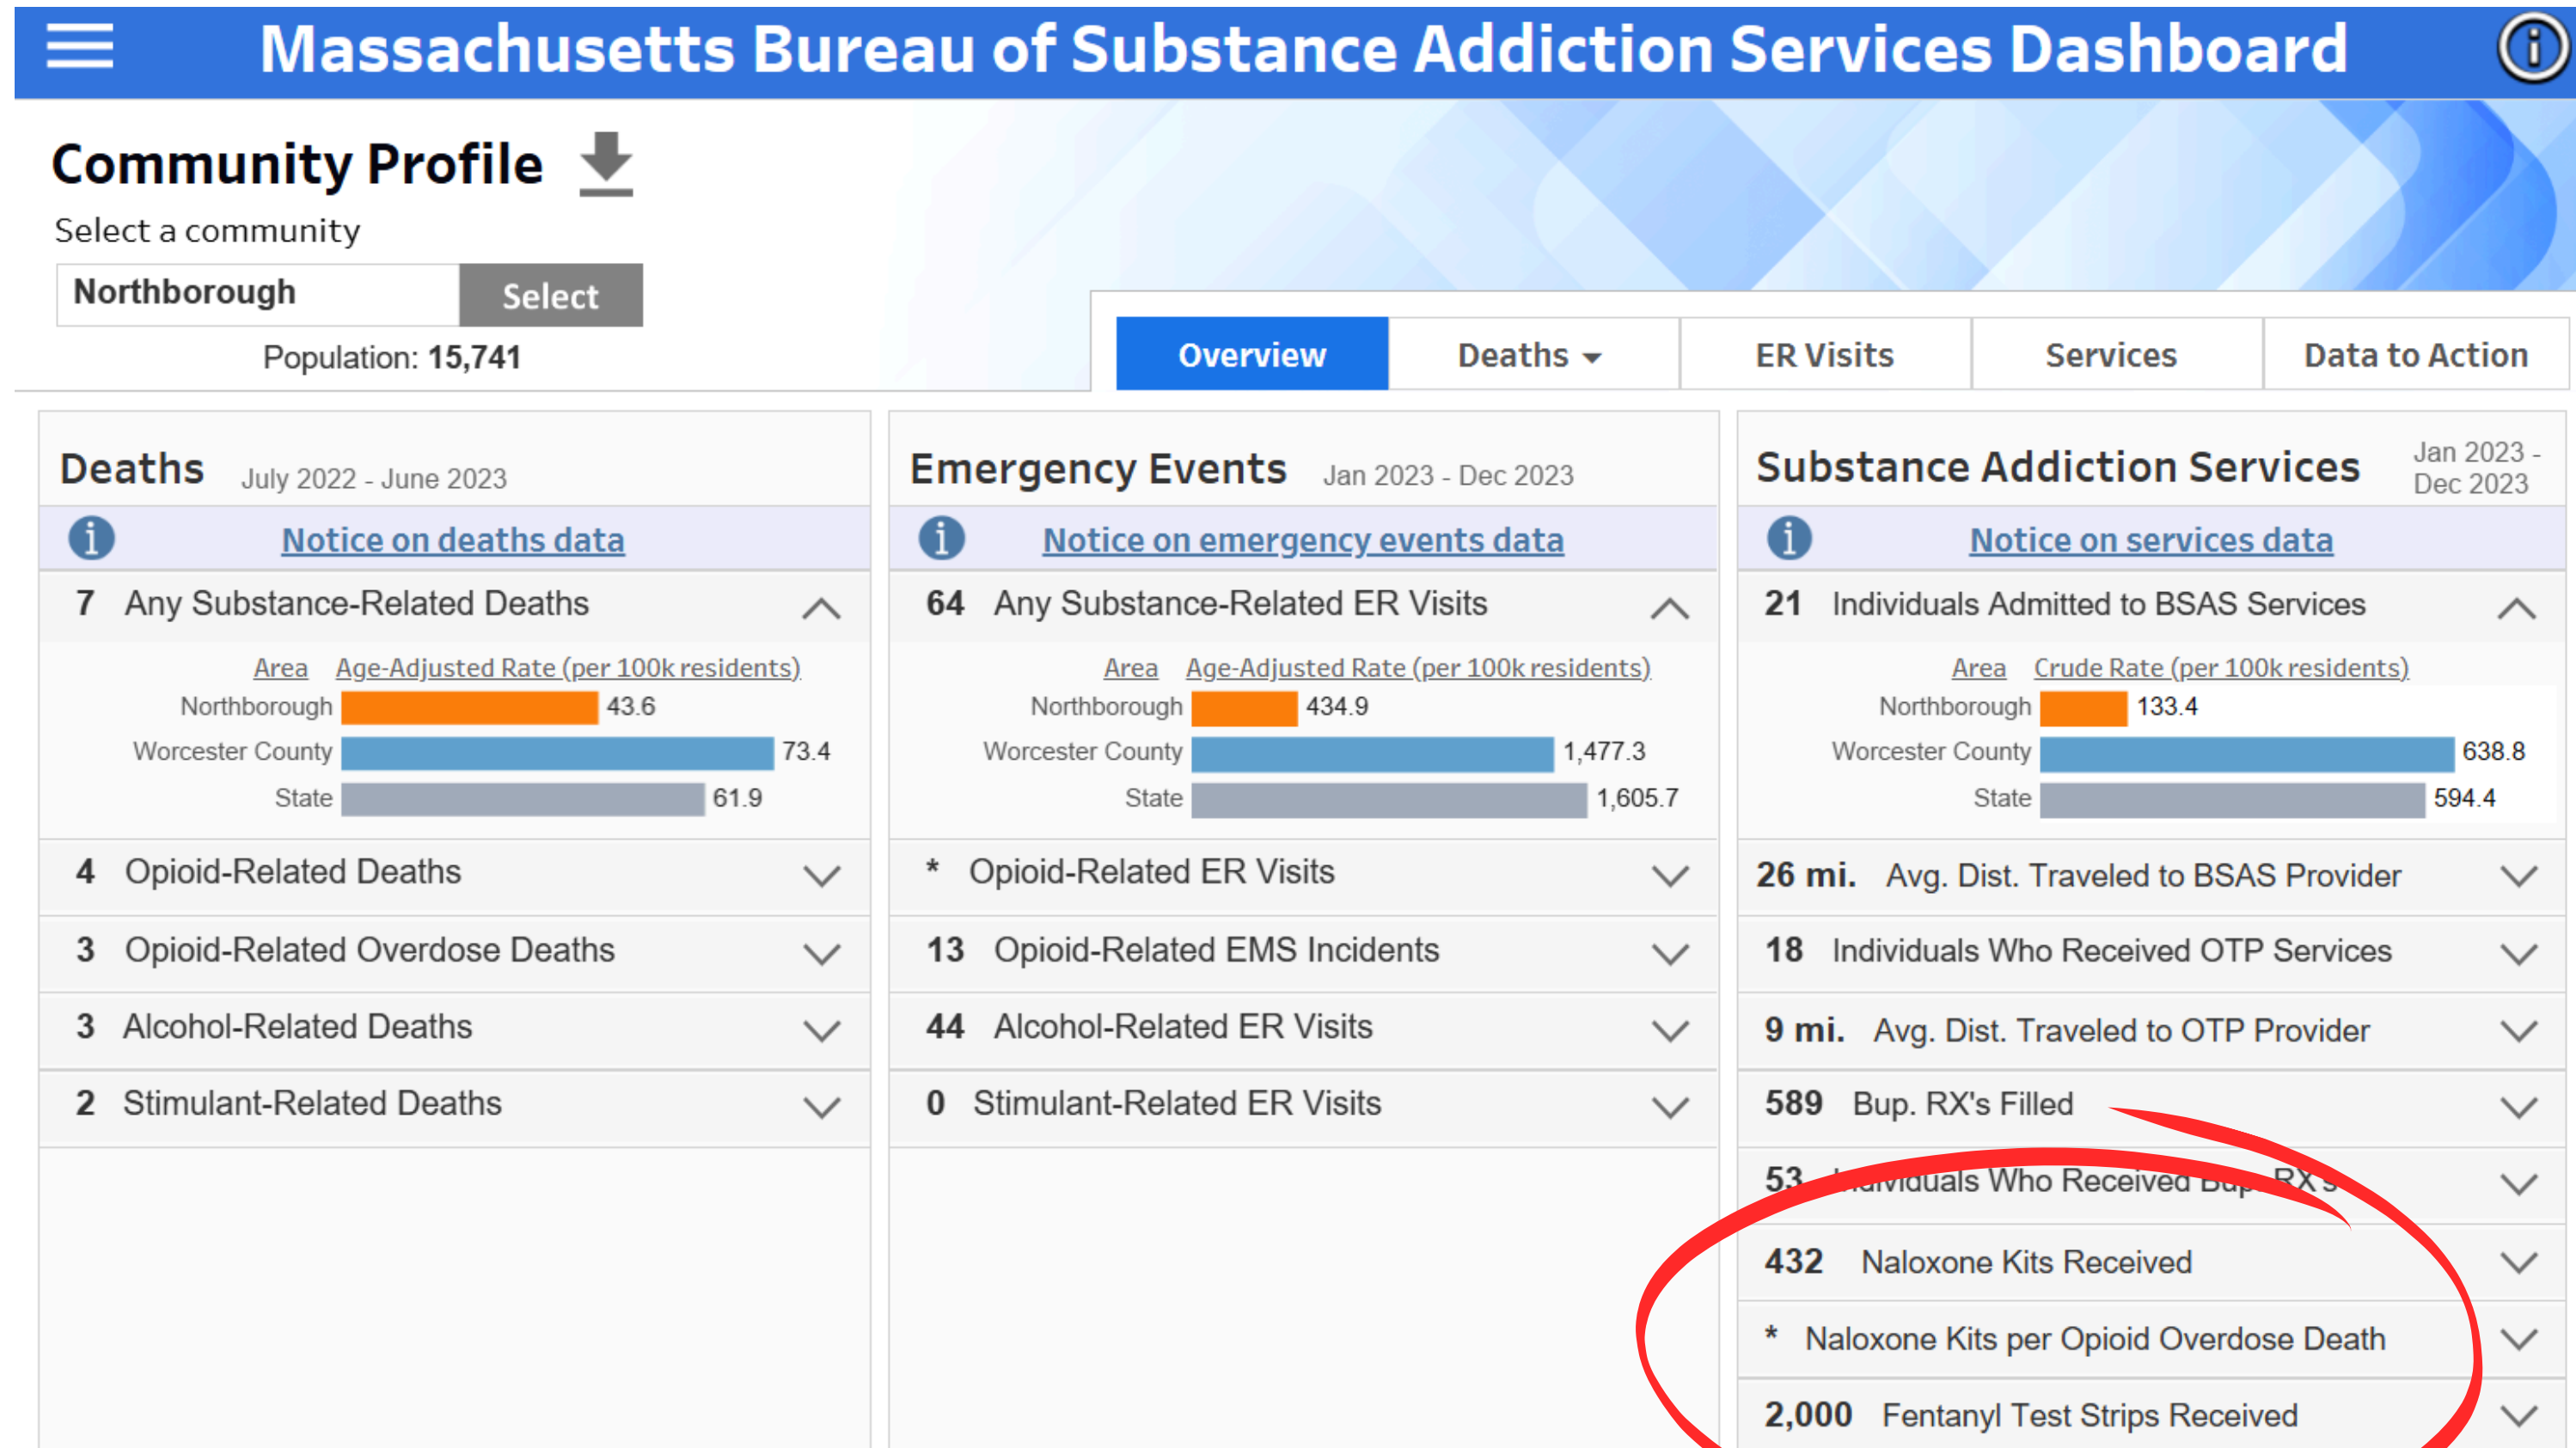 Massachusetts Bureau of Substance Addiction Services Dashboard
Community Profile
Select a community
Northborough Select
Population: 15,741
Overview Deaths ER Visits Services Data to Action
Deaths July 2022 - June 2023
Notice on deaths data
7 Any Substance-Related Deaths
Area Age-Adjusted Rate (per 100k residents)
Northborough 43.6
Worcester County 73.4
State 61.9
4 Opioid-Related Deaths
3 Opioid-Related Overdose Deaths
3 Alcohol-Related Deaths
2 Stimulant-Related Deaths
Emergency Events Jan 2023 - Dec 2023
Notice on emergency events data
64 Any Substance-Related ER Visits
Area Age-Adjusted Rate (per 100k residents)
Northborough 434.9
Worcester County 1,477.3
State 1,605.7
* Opioid-Related ER Visits
13 Opioid-Related EMS Incidents
44 Alcohol-Related ER Visits
0 Stimulant-Related ER Visits
Substance Addiction Services Jan 2023 -
Dec 2023
Notice on services data
21 Individuals Admitted to BSAS Services
Area Crude Rate (per 100k residents)
Northborough 133.4
Worcester County 638.8
State 594.4
26 mi. Avg. Dist. Traveled to BSAS Provider
18 Individuals Who Received OTP Services
9 mi. Avg. Dist. Traveled to OTP Provider
589 Bup. RX's Filled
53 Individuals Who Received Bup. RX's
432 Naloxone Kits Received
* Naloxone Kits per Opioid Overdose Death
2,000 Fentanyl Test Strips Received